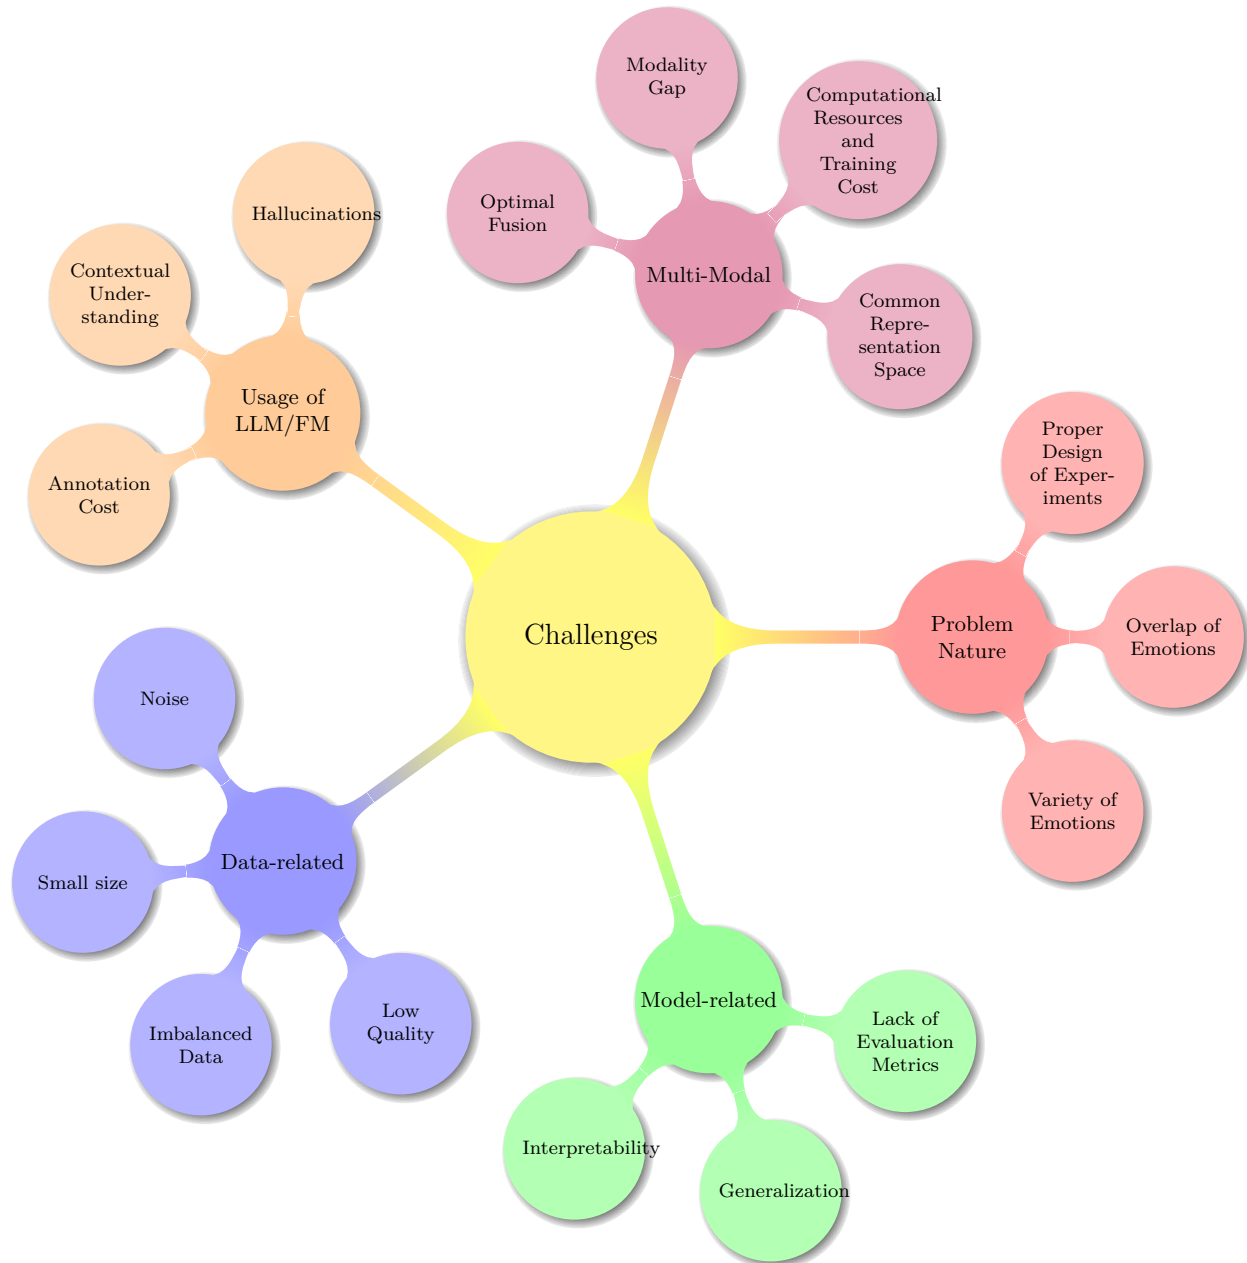 Modality
Gap
Computational
Resources
and
Training
Cost
Optimal
Fusion
Multi-Modal
Common
Repre-
sentation
Space
Hallucinations
Contextual
Under-
standing
Usage of
LLM/FM
Annotation
Cost
Challenges
Proper
Design
of Exper-
iments
Problem
Nature
Overlap of
Emotions
Variety of
Emotions
Noise
Data-related
Small size
Imbalanced
Data
Low
Quality
Model-related
Lack of
Evaluation
Metrics
Interpretability
Generalization